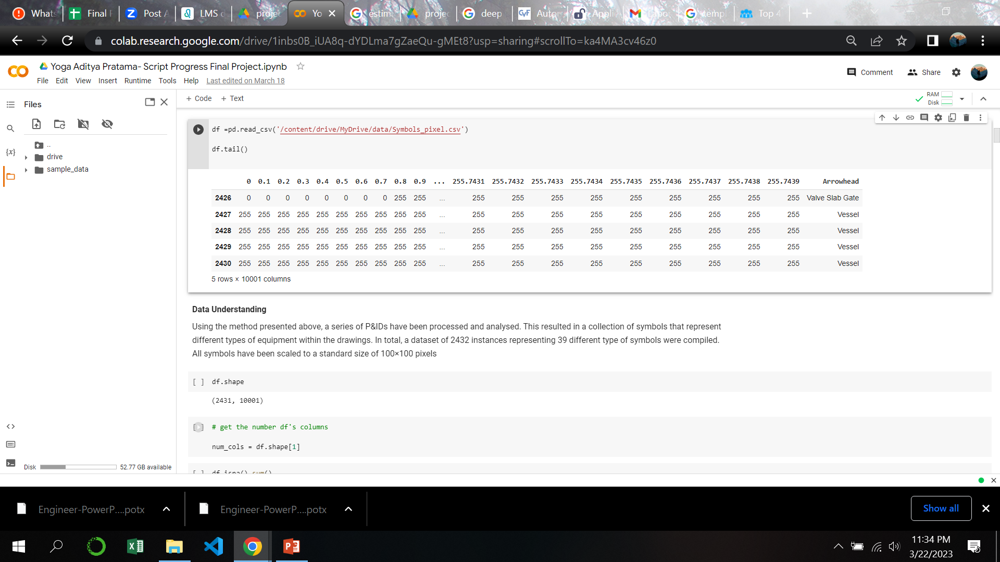 Whats
Final
Post A
LMS
projec
Yo
estim
projec
deep
Auto
Appli
Lapo
templ
Top 4
colab.research.google.com/drive/1inbs0B_iUA8q-dYDLma7gZaeQu-gMEt8?usp=sharing#scrollTo=ka4MA3cv46z0
Yoga Aditya Pratama- Script Progress Final Project.ipynb
File Edit View Insert Runtime Tools Help Last edited on March 18
Comment
Share
Files
+ Code + Text
RAM
Disk
..
drive
sample_data
{x}
df =pd.read_csv('/content/drive/MyDrive/data/Symbols_pixel.csv')
df.tail()
0 0.1 0.2 0.3 0.4 0.5 0.6 0.7 0.8 0.9 ... 255.7431 255.7432 255.7433 255.7434 255.7435 255.7436 255.7437 255.7438 255.7439 Arrowhead
2426 0 0 0 0 0 0 0 0 255 255 ... 255 255 255 255 255 255 255 255 255 Valve Slab Gate
2427 255 255 255 255 255 255 255 255 255 255 ... 255 255 255 255 255 255 255 255 255 Vessel
2428 255 255 255 255 255 255 255 255 255 255 ... 255 255 255 255 255 255 255 255 255 Vessel
2429 255 255 255 255 255 255 255 255 255 255 ... 255 255 255 255 255 255 255 255 255 Vessel
2430 255 255 255 255 255 255 255 255 255 255 ... 255 255 255 255 255 255 255 255 255 Vessel
5 rows × 10001 columns
Data Understanding
Using the method presented above, a series of P&IDs have been processed and analysed. This resulted in a collection of symbols that represent
different types of equipment within the drawings. In total, a dataset of 2432 instances representing 39 different type of symbols were compiled.
All symbols have been scaled to a standard size of 100×100 pixels
[ ] df.shape
(2431, 10001)
[ ] # get the number df's columns
num_cols = df.shape[1]
[ ] df.isna().sum()
Disk 52.77 GB available
Engineer-PowerP....potx
Engineer-PowerP....potx
Show all
11:34 PM
3/22/2023